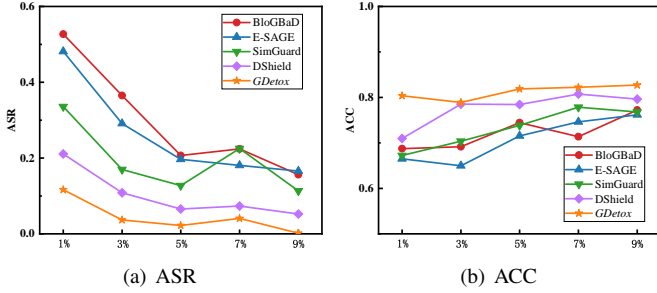 ASR
0.6
0.4
0.2
0.0
1%
3%
5%
7%
9%
BloGBaD
E-SAGE
SimGuard
DShield
GDetox
(a) ASR
ACC
1.0
0.8
0.6
1%
3%
5%
7%
9%
BloGBaD
E-SAGE
SimGuard
DShield
GDetox
(b) ACC